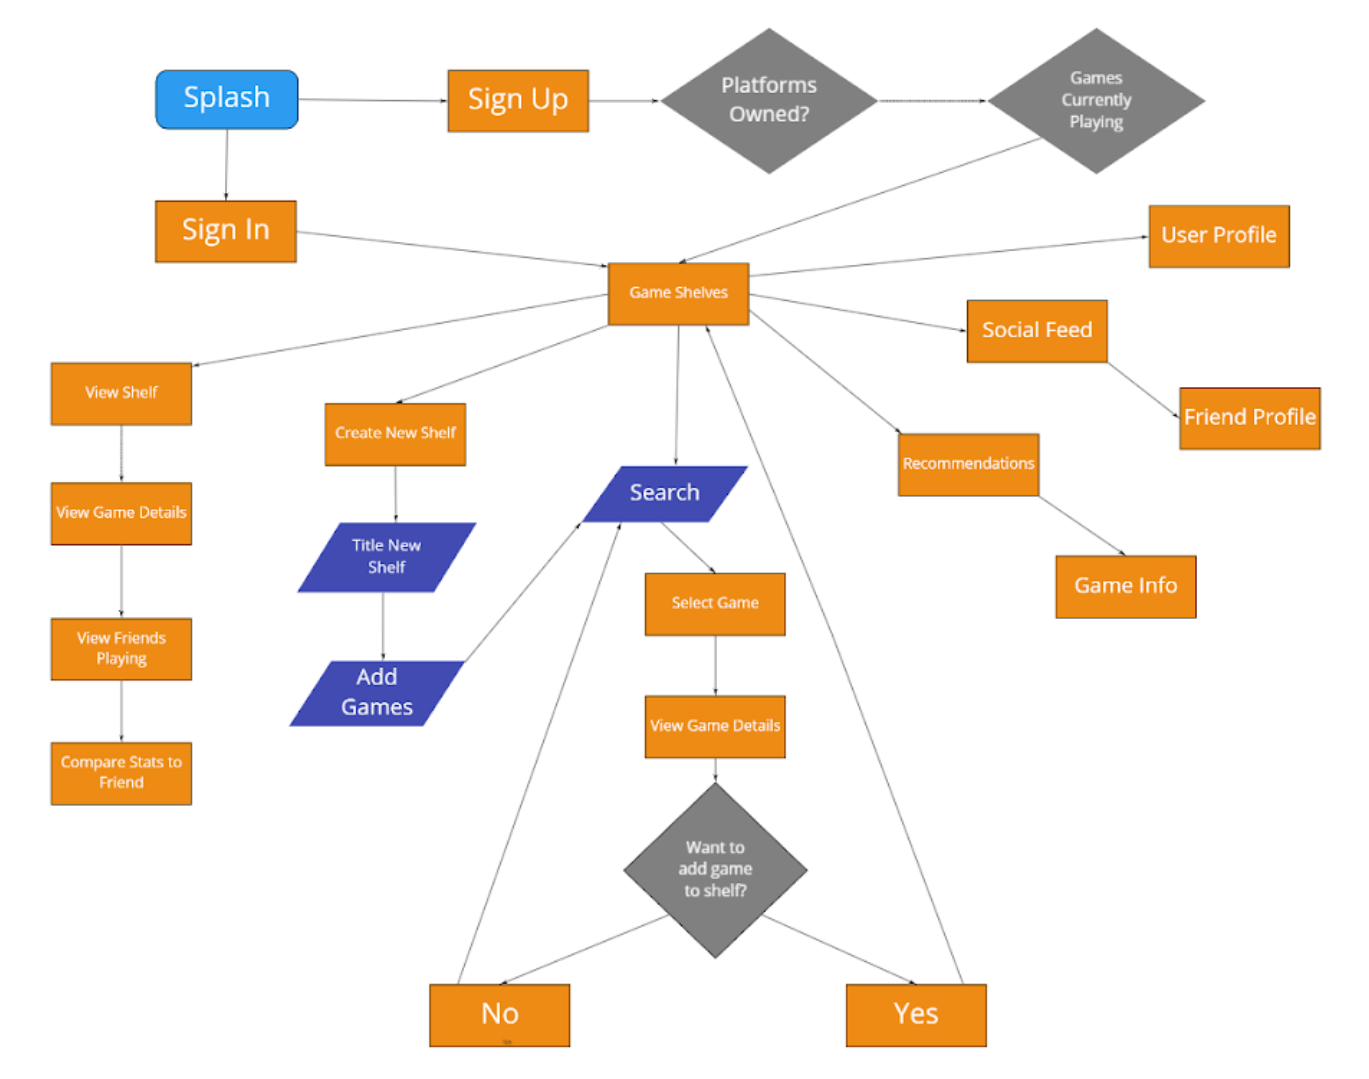 Splash
Sign Up
Platforms
Owned?
Games
Currently
Playing
Sign In
User Profile
Game Shelves
Social Feed
View Shelf
Friend Profile
Create New Shelf
Recommendations
Search
View Game Details
Title New
Shelf
Game Info
Select Game
View Friends
Playing
Add
Games
View Game Details
Compare Stats to
Friend
Want to
add game
to shelf?
No
Yes